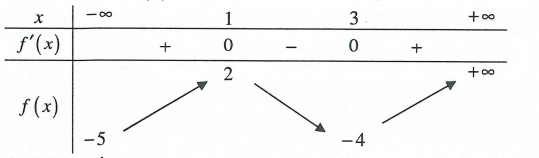 x −∞ 1 3 +∞
f'(x) + 0 − 0 +
2 +∞
f(x)
−5 −4